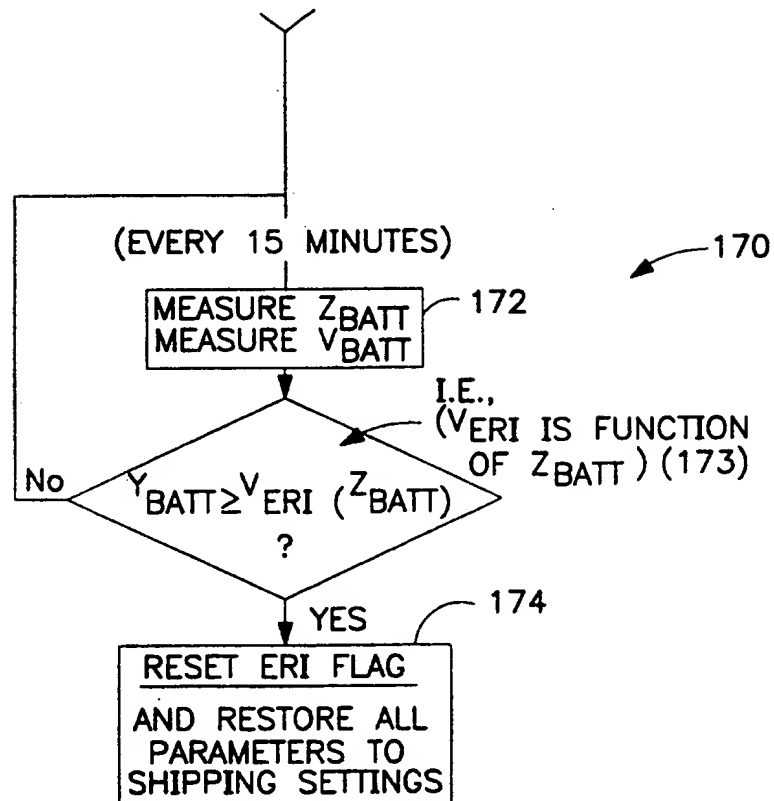 (EVERY 15 MINUTES)
170
MEASURE ZBATT
MEASURE VBATT
172
I.E.,
(VERI IS FUNCTION
OF ZBATT) (173)
No
YBATT≥VERI (ZBATT)
?
YES
174
RESET ERI FLAG
AND RESTORE ALL
PARAMETERS TO
SHIPPING SETTINGS